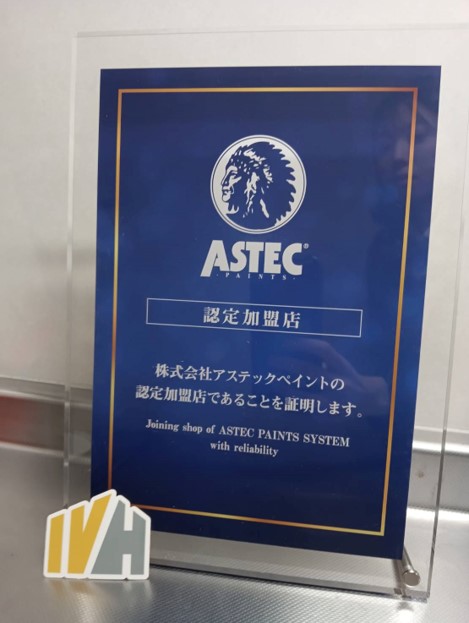 ASTEC®
PAINTS
認定加盟店
株式会社アステックペイントの
認定加盟店であることを証明します。
Joining shop of ASTEC PAINTS SYSTEM
with reliability
IVH